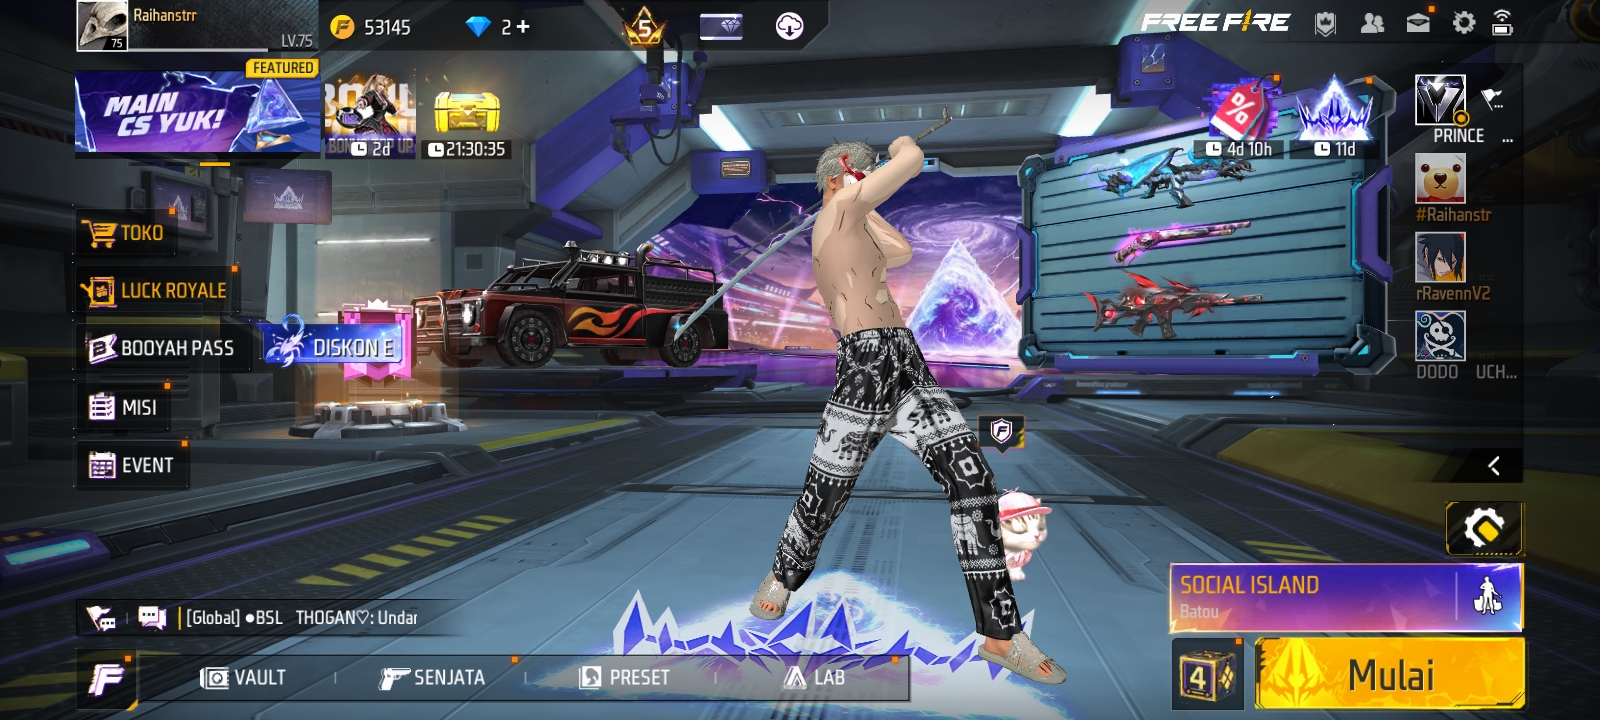 Raihanstrr
75
LV.75
53145
2+
5
FREE FIRE
FEATURED
MAIN
CS YUK!
2d
21:30:35
%
4d 10h
11d
PRINCE ...
#Raihanstr
rRavennV2
DODO UCH...
TOKO
LUCK ROYALE
BOOYAH PASS
DISKON E
MISI
EVENT
[Global] ●BSL THOGAN♡: Undar
VAULT
SENJATA
PRESET
LAB
SOCIAL ISLAND
Batou
4
Mulai